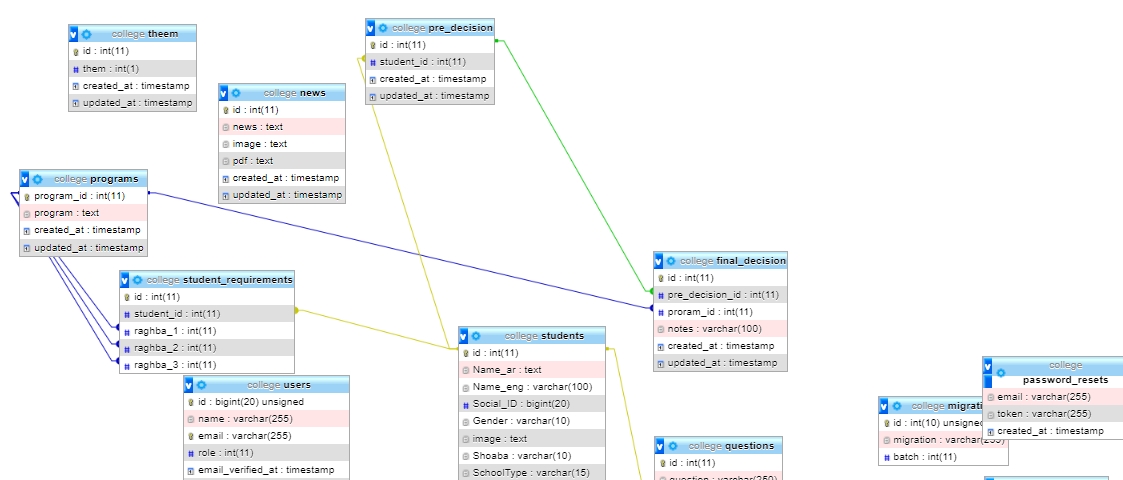 college theem
id : int(11)
them : int(1)
created_at : timestamp
updated_at : timestamp
college pre_decision
id : int(11)
student_id : int(11)
created_at : timestamp
updated_at : timestamp
college news
id : int(11)
news : text
image : text
pdf : text
created_at : timestamp
updated_at : timestamp
college programs
program_id : int(11)
program : text
created_at : timestamp
updated_at : timestamp
college student_requirements
id : int(11)
student_id : int(11)
raghba_1 : int(11)
raghba_2 : int(11)
raghba_3 : int(11)
college final_decision
id : int(11)
pre_decision_id : int(11)
proram_id : int(11)
notes : varchar(100)
created_at : timestamp
updated_at : timestamp
college users
id : bigint(20) unsigned
name : varchar(255)
email : varchar(255)
role : int(11)
email_verified_at : timestamp
college students
id : int(11)
Name_ar : text
Name_eng : varchar(100)
Social_ID : bigint(20)
Gender : varchar(10)
image : text
Shoaba : varchar(10)
SchoolType : varchar(15)
college questions
id : int(11)
question : varchar(250)
college migrati
id : int(10) unsigned
migration : varchar(255)
batch : int(11)
college
password_resets
email : varchar(255)
token : varchar(255)
created_at : timestamp